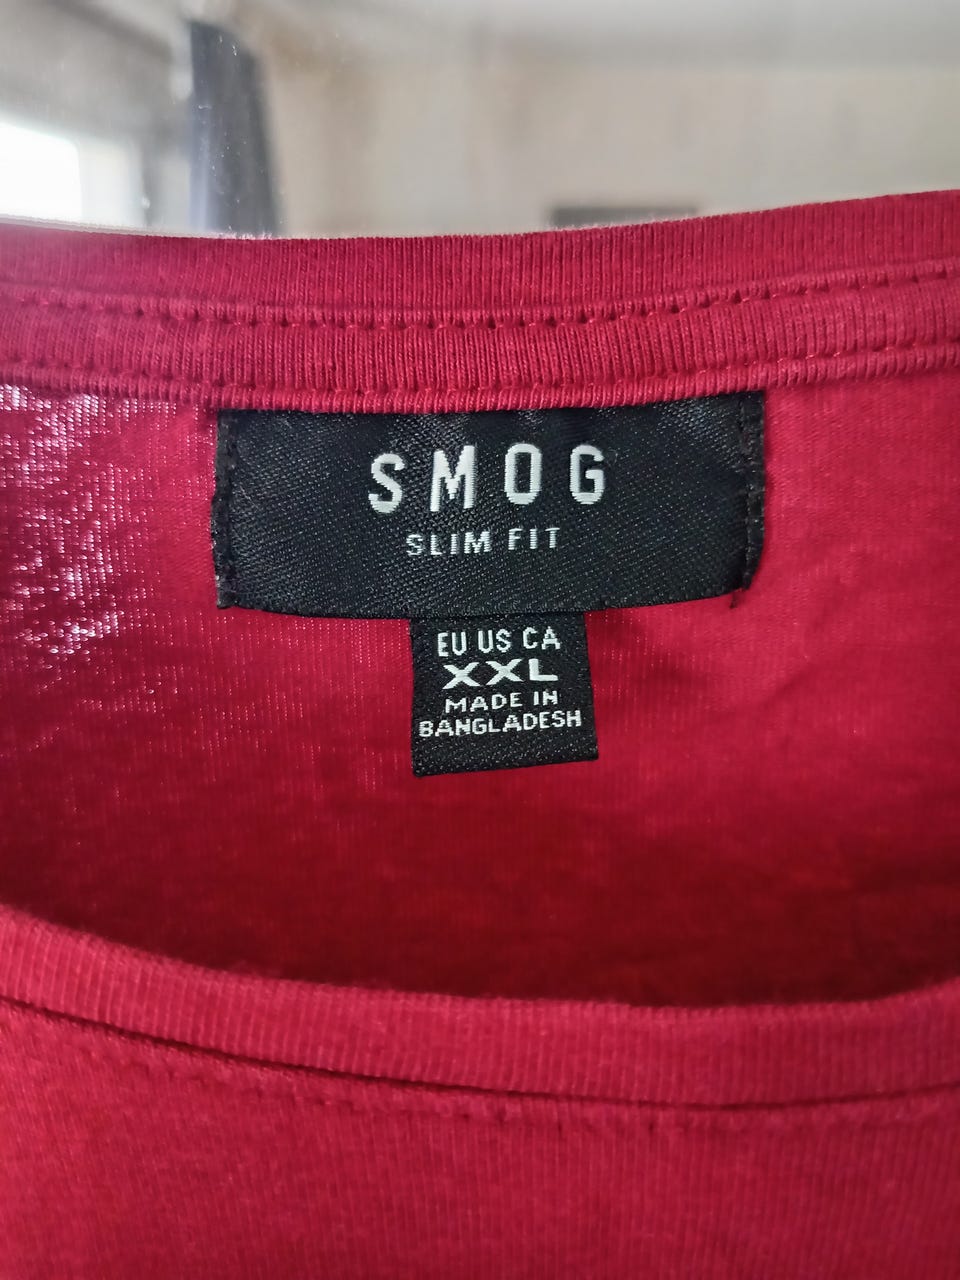 SMOG
SLIM FIT
EU US CA
XXL
MADE IN
BANGLADESH